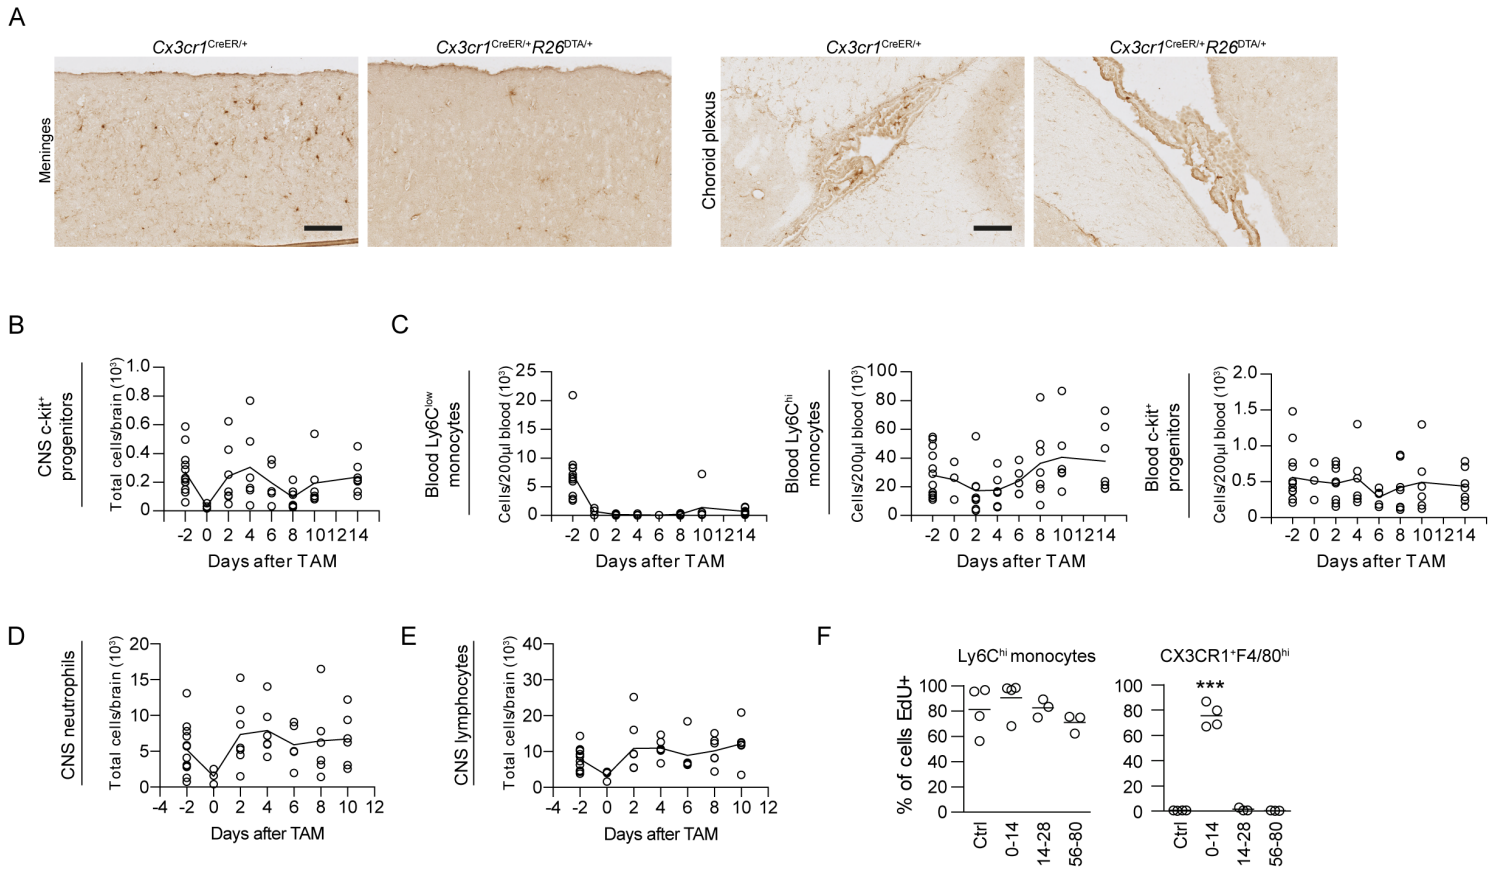 A
Cx3cr1CreER/+
Cx3cr1CreER/+R26DTA/+
Cx3cr1CreER/+
Cx3cr1CreER/+R26DTA/+
Meninges
Choroid plexus
B
CNS c-kit+
progenitors
Total cells/brain (10³)
1.0
0.8
0.6
0.4
0.2
0
-2 0 2 4 6 8 10 12 14
Days after TAM
C
Blood Ly6Clow
monocytes
Cells/200µl blood (10³)
25
20
15
10
5
0
-2 0 2 4 6 8 10 12 14
Days after TAM
Blood Ly6Chi
monocytes
Cells/200µl blood (10³)
100
80
60
40
20
0
-2 0 2 4 6 8 10 12 14
Days after TAM
Blood c-kit+
progenitors
Cells/200µl blood (10³)
2.0
1.5
1.0
0.5
0
-2 0 2 4 6 8 10 12 14
Days after TAM
D
CNS neutrophils
Total cells/brain (10³)
20
15
10
5
0
-4 -2 0 2 4 6 8 10 12
Days after TAM
E
CNS lymphocytes
Total cells/brain (10³)
40
30
20
10
0
-4 -2 0 2 4 6 8 10 12
Days after TAM
F
Ly6Chi monocytes
% of cells EdU+
100
80
60
40
20
0
Ctrl
0-14
14-28
56-80
CX3CR1+F4/80hi
***
100
80
60
40
20
0
Ctrl
0-14
14-28
56-80